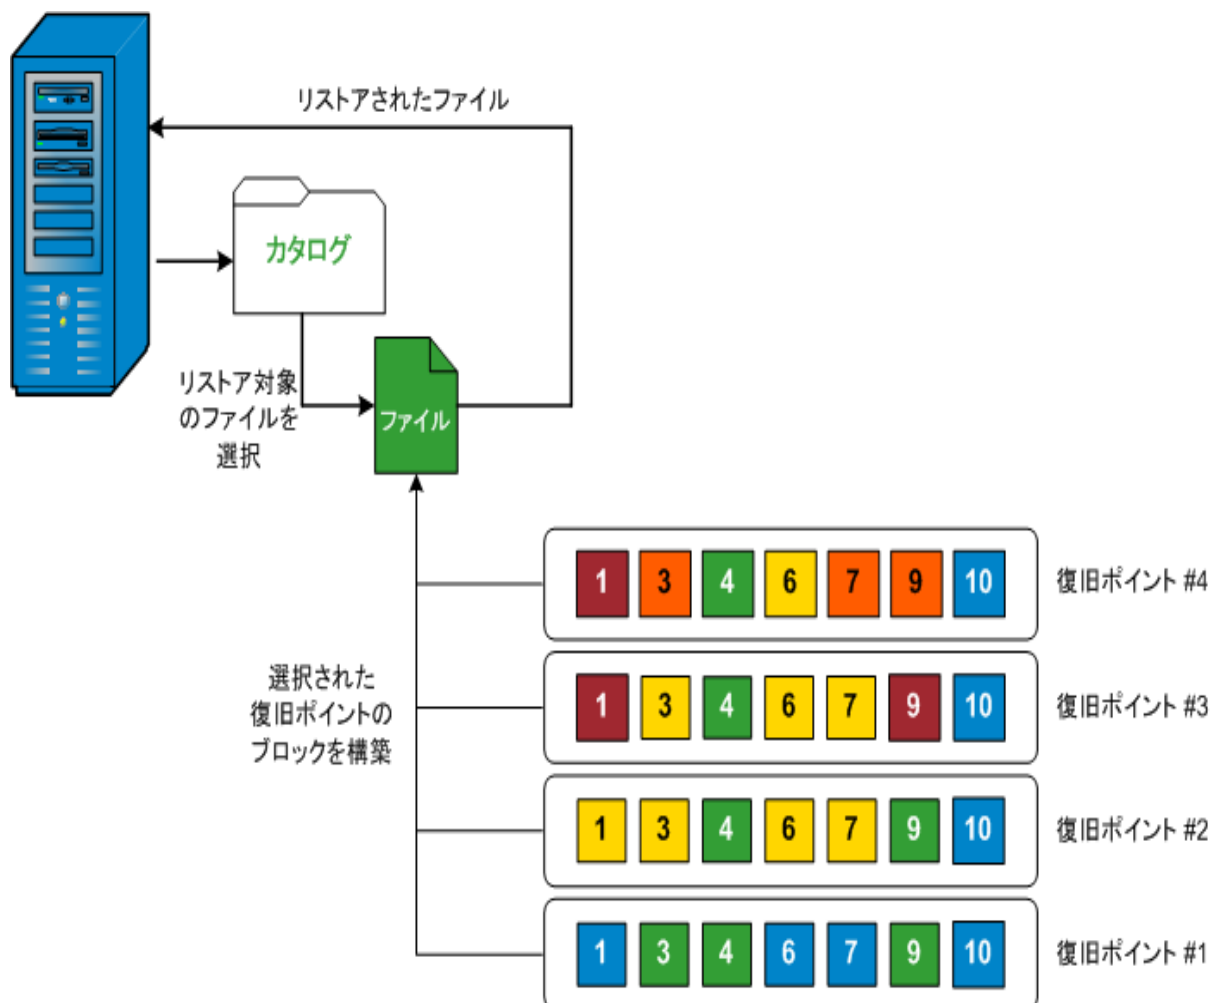 リストアされたファイル
カタログ
リストア対象
のファイルを
選択
ファイル
1 3 4 6 7 9 10 復旧ポイント #4
選択された
復旧ポイントの
ブロックを構築
1 3 4 6 7 9 10 復旧ポイント #3
1 3 4 6 7 9 10 復旧ポイント #2
1 3 4 6 7 9 10 復旧ポイント #1